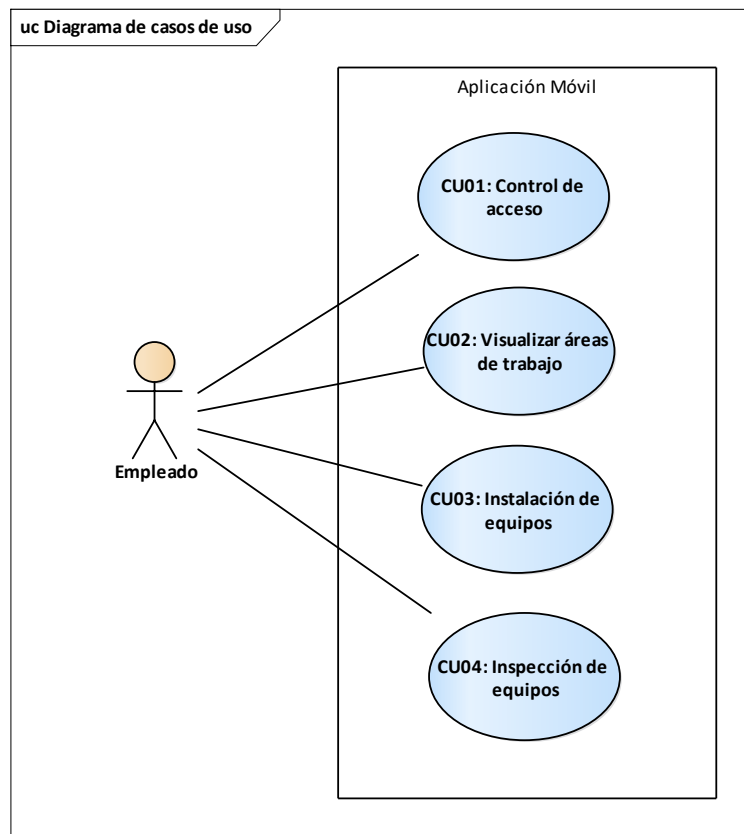 uc Diagrama de casos de uso
Aplicación Móvil
CU01: Control de
acceso
CU02: Visualizar áreas
de trabajo
Empleado
CU03: Instalación de
equipos
CU04: Inspección de
equipos